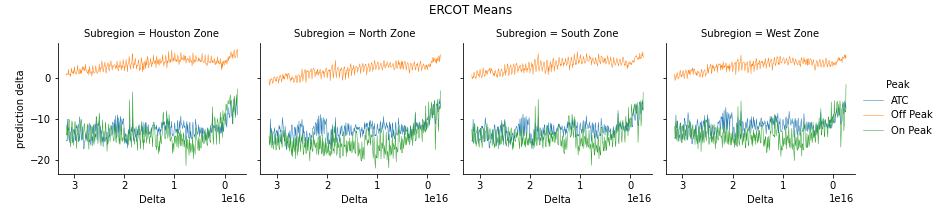 ERCOT Means
Subregion = Houston Zone
Subregion = North Zone
Subregion = South Zone
Subregion = West Zone
prediction delta
0
−10
−20
Peak
ATC
Off Peak
On Peak
3 2 1 0
3 2 1 0
3 2 1 0
3 2 1 0
Delta 1e16
Delta 1e16
Delta 1e16
Delta 1e16